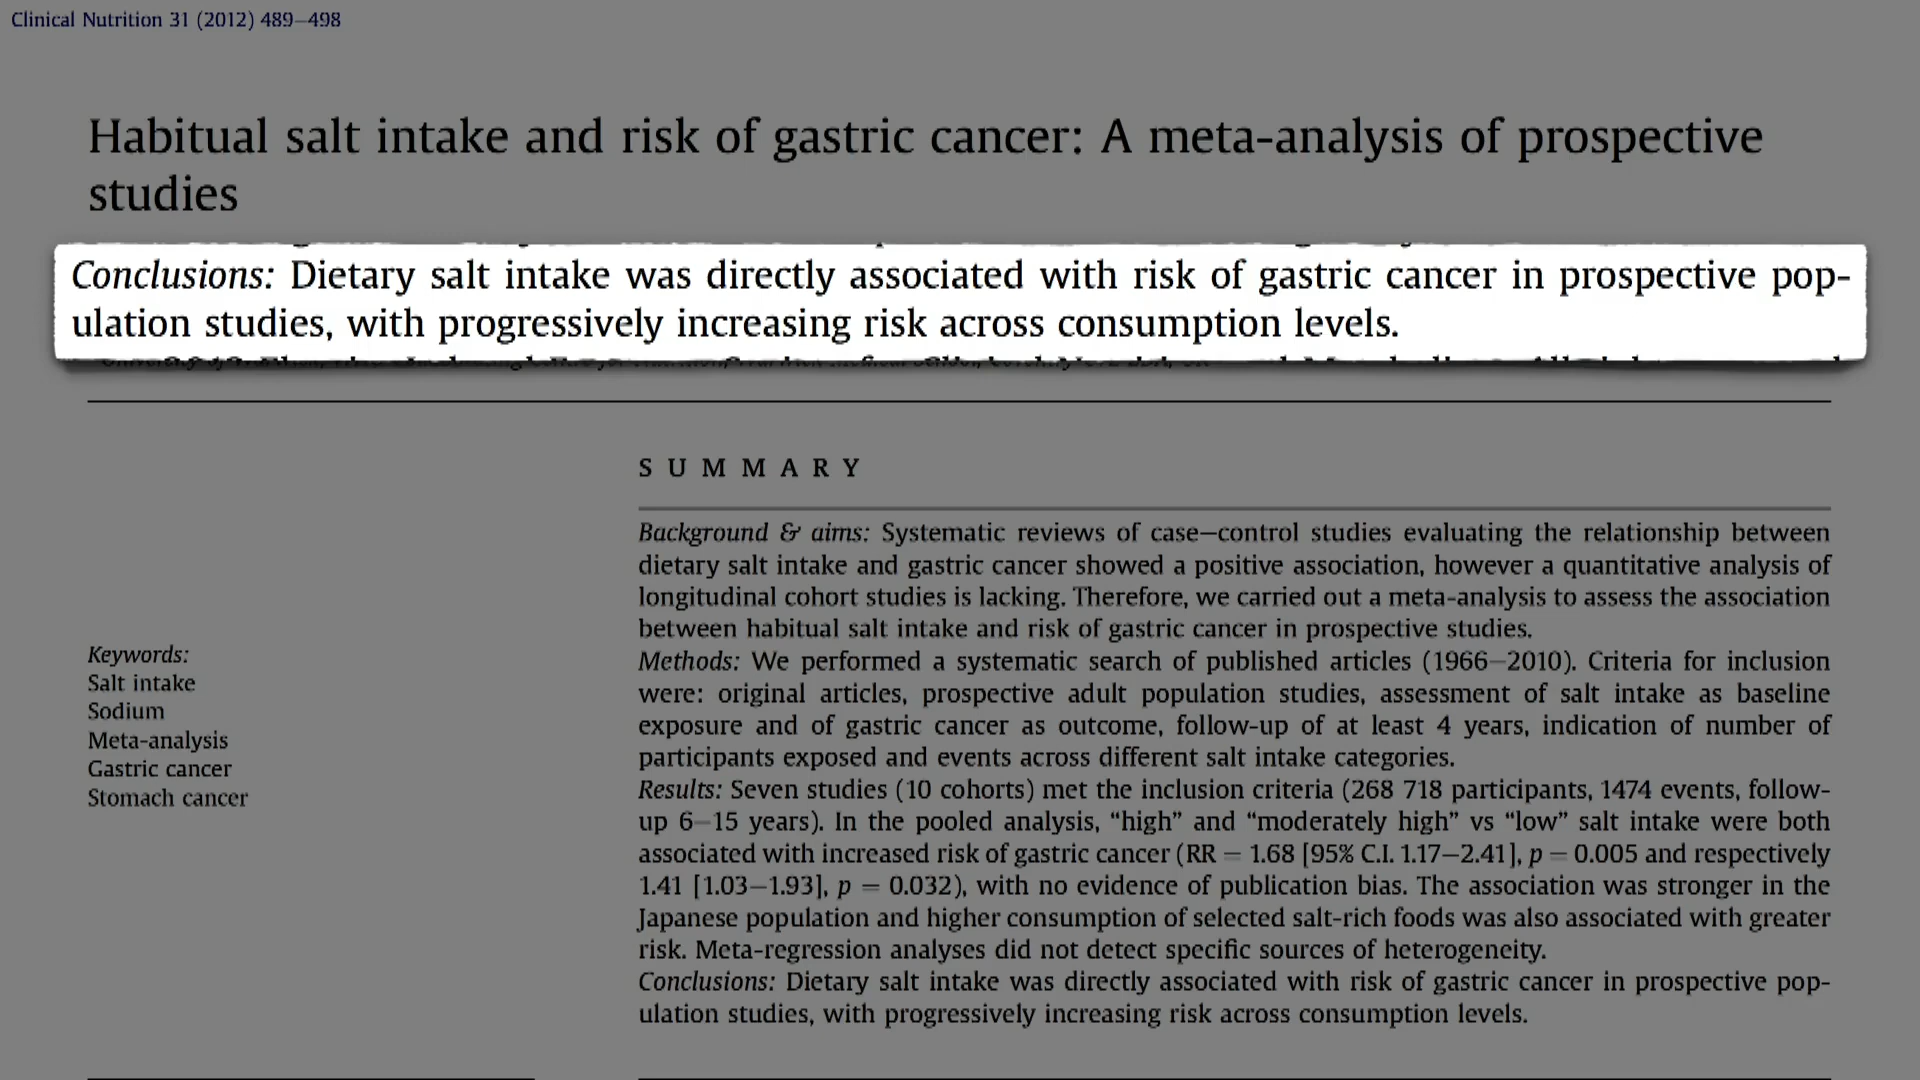 Clinical Nutrition 31 (2012) 489–498
Habitual salt intake and risk of gastric cancer: A meta-analysis of prospective
studies
Conclusions: Dietary salt intake was directly associated with risk of gastric cancer in prospective pop-
ulation studies, with progressively increasing risk across consumption levels.
SUMMARY
Background & aims: Systematic reviews of case–control studies evaluating the relationship between
dietary salt intake and gastric cancer showed a positive association, however a quantitative analysis of
longitudinal cohort studies is lacking. Therefore, we carried out a meta-analysis to assess the association
between habitual salt intake and risk of gastric cancer in prospective studies.
Methods: We performed a systematic search of published articles (1966–2010). Criteria for inclusion
were: original articles, prospective adult population studies, assessment of salt intake as baseline
exposure and of gastric cancer as outcome, follow-up of at least 4 years, indication of number of
participants exposed and events across different salt intake categories.
Results: Seven studies (10 cohorts) met the inclusion criteria (268 718 participants, 1474 events, follow-
up 6–15 years). In the pooled analysis, “high” and “moderately high” vs “low” salt intake were both
associated with increased risk of gastric cancer (RR = 1.68 [95% C.I. 1.17–2.41], p = 0.005 and respectively
1.41 [1.03–1.93], p = 0.032), with no evidence of publication bias. The association was stronger in the
Japanese population and higher consumption of selected salt-rich foods was also associated with greater
risk. Meta-regression analyses did not detect specific sources of heterogeneity.
Conclusions: Dietary salt intake was directly associated with risk of gastric cancer in prospective pop-
ulation studies, with progressively increasing risk across consumption levels.
Keywords:
Salt intake
Sodium
Meta-analysis
Gastric cancer
Stomach cancer